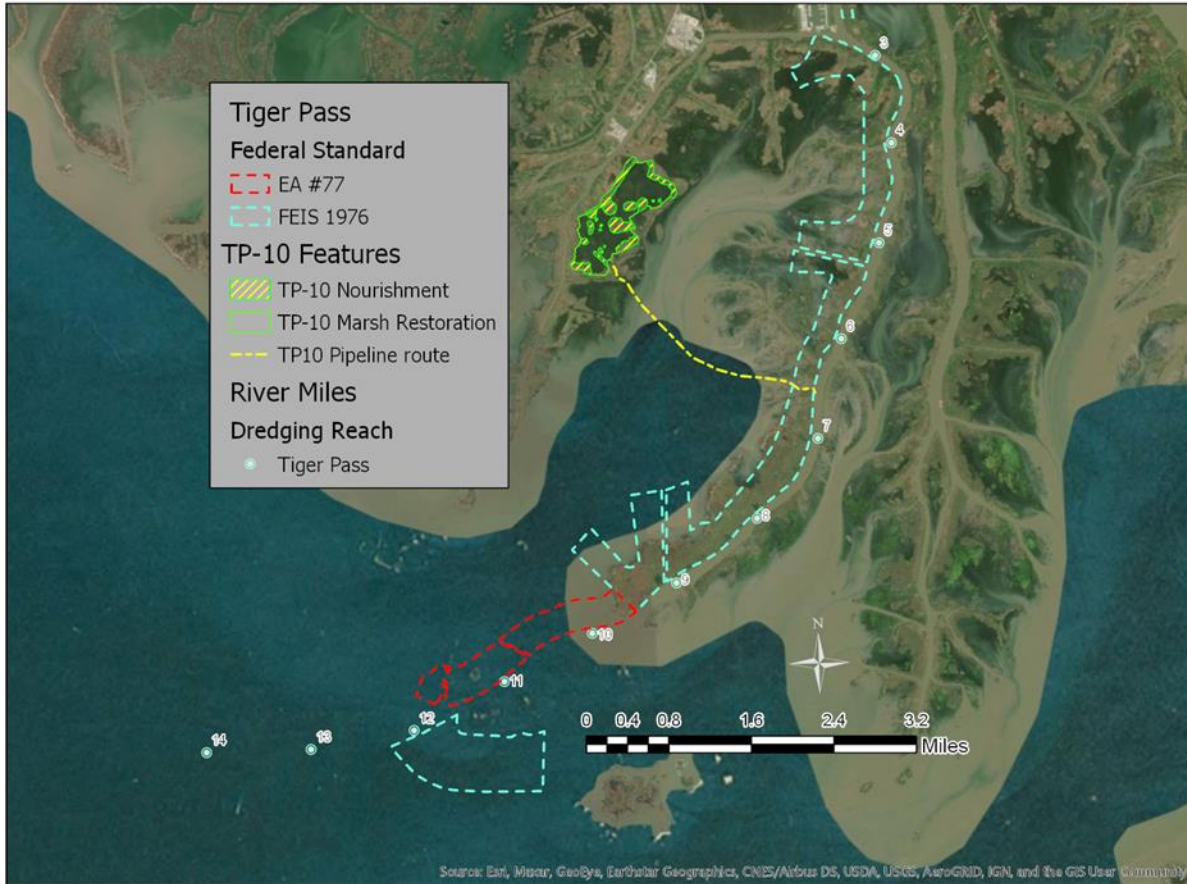 Tiger Pass
Federal Standard
EA #77
FEIS 1976
TP-10 Features
TP-10 Nourishment
TP-10 Marsh Restoration
TP10 Pipeline route
River Miles
Dredging Reach
Tiger Pass
3
4
5
6
7
8
9
10
11
12
13
14
N
0 0.4 0.8 1.6 2.4 3.2
Miles
Source: Esri, Maxar, GeoEye, Earthstar Geographics, CNES/Airbus DS, USDA, USGS, AeroGRID, IGN, and the GIS User Community